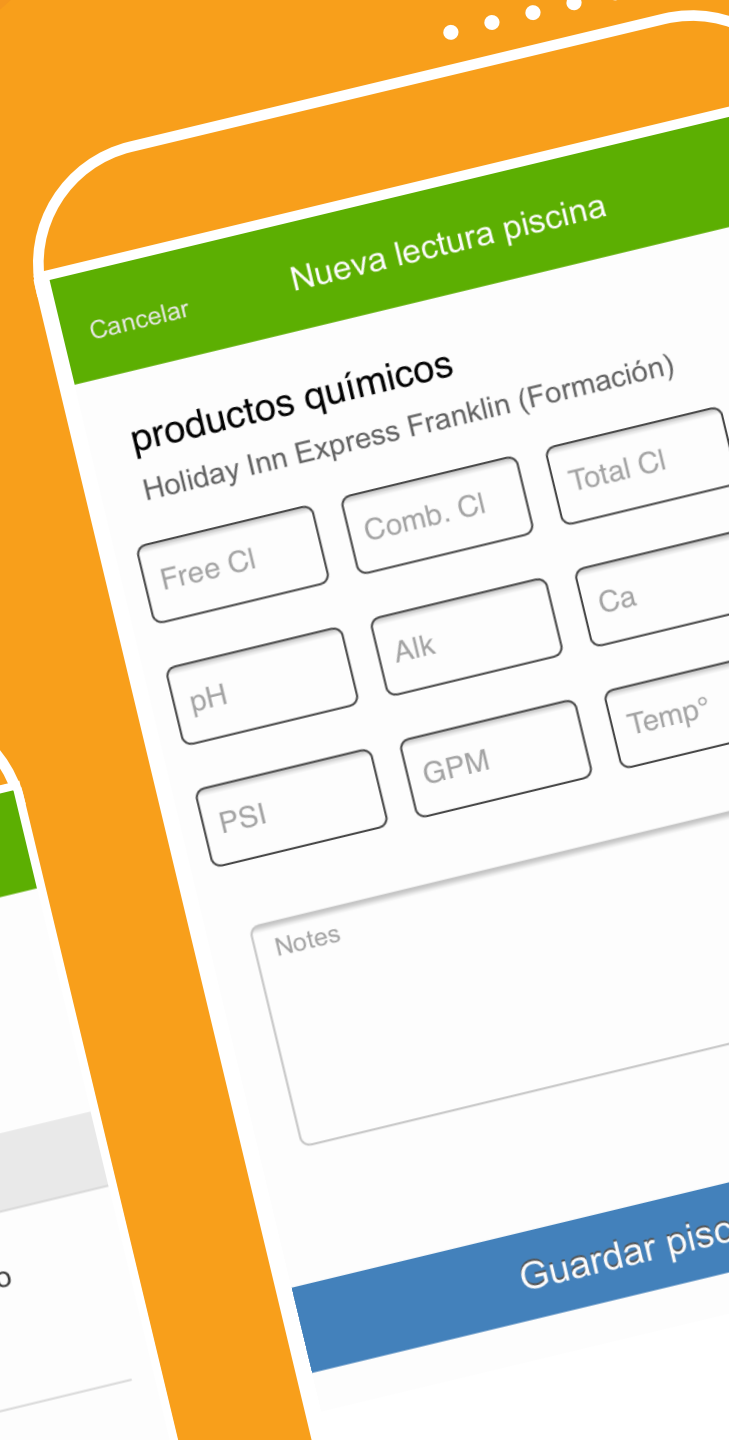 Nueva lectura piscina
Cancelar
productos químicos
Holiday Inn Express Franklin (Formación)
Free Cl
Comb. Cl
Total Cl
pH
Alk
Ca
PSI
GPM
Temp°
Notes
Guardar
o